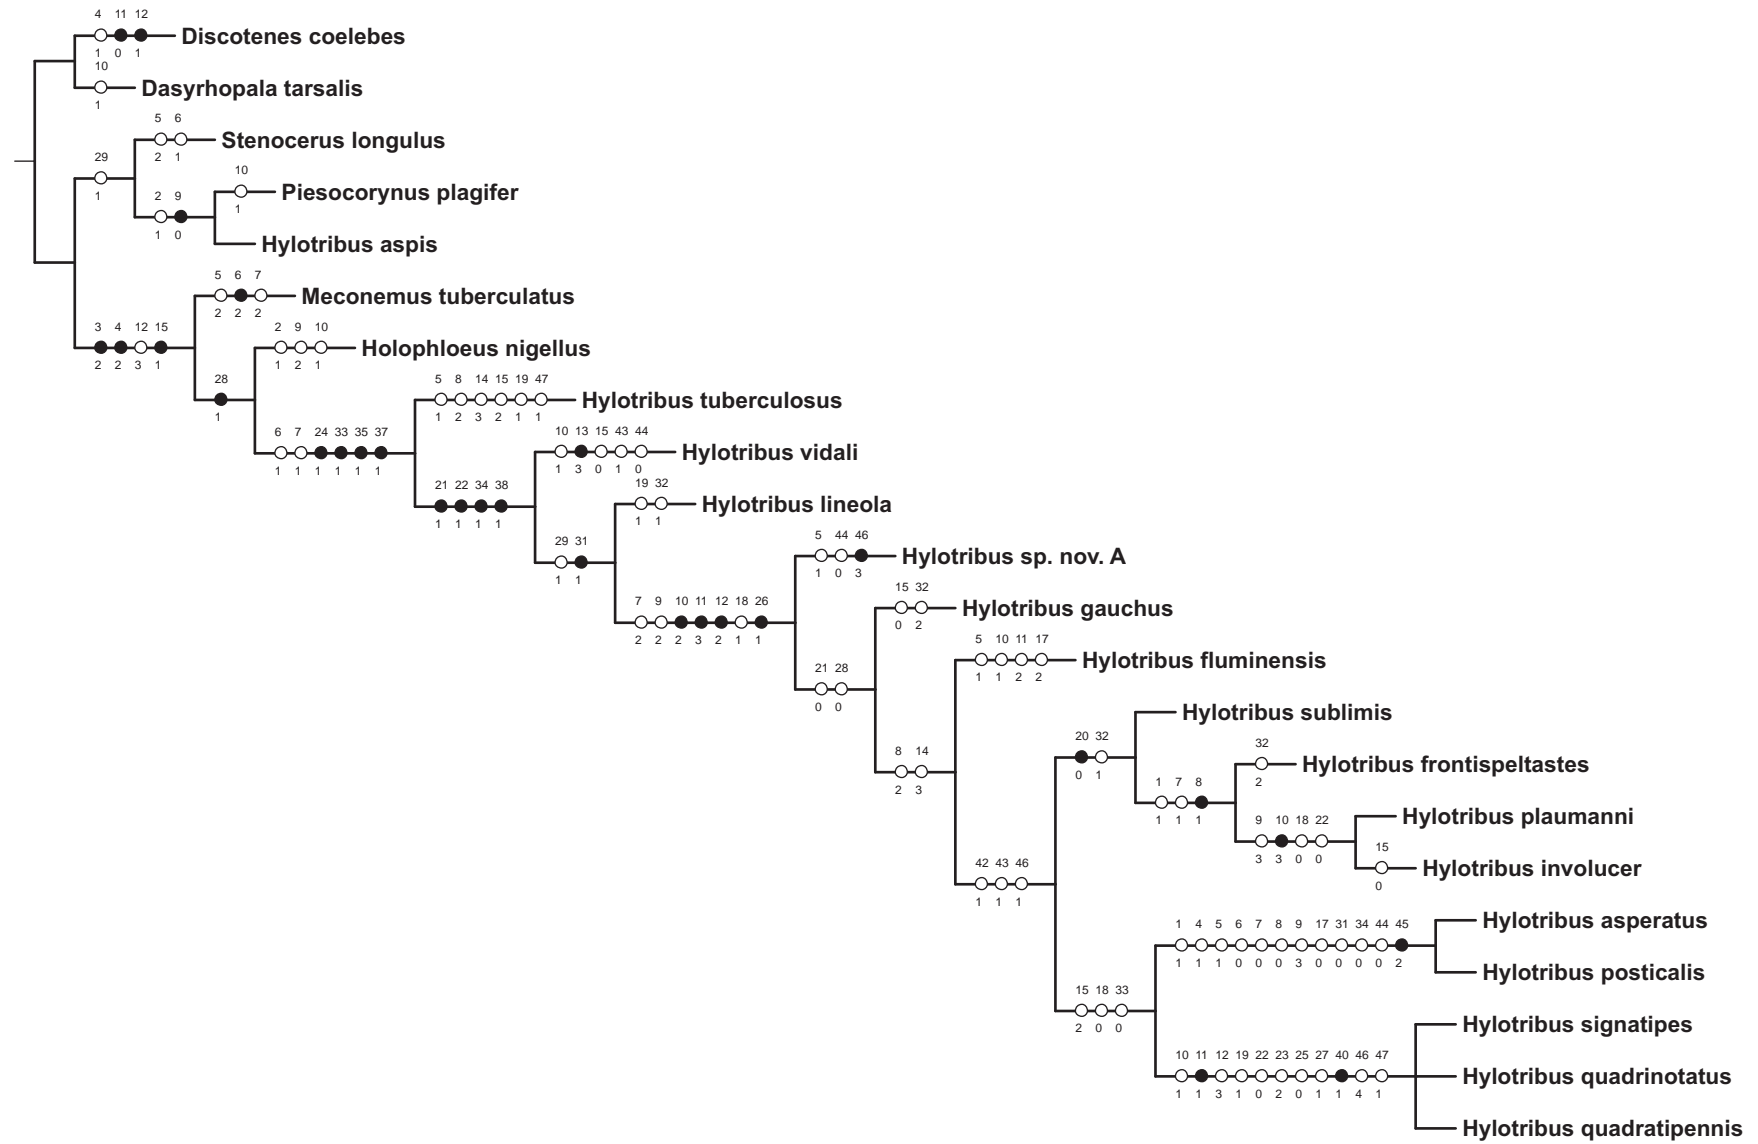 4 11 12
Discotenes coelebes
1 0 1
10
Dasyrhopala tarsalis
1
5 6
Stenocerus longulus
2 1
29
1
10
Piesocorynus plagifer
1
2 9
1 0
Hylotribus aspis
5 6 7
Meconemus tuberculatus
2 2 2
3 4 12 15
2 2 3 1
2 9 10
Holophloeus nigellus
1 2 1
28
1
5 8 14 15 19 47
Hylotribus tuberculosus
1 2 3 2 1 1
6 7 24 33 35 37
1 1 1 1 1 1
10 13 15 43 44
Hylotribus vidali
1 3 0 1 0
21 22 34 38
1 1 1 1
19 32
Hylotribus lineola
1 1
29 31
1 1
5 44 46
Hylotribus sp. nov. A
1 0 3
7 9 10 11 12 18 26
2 2 2 3 2 1 1
15 32
Hylotribus gauchus
0 2
21 28
0 0
5 10 11 17
Hylotribus fluminensis
1 1 2 2
8 14
2 3
Hylotribus sublimis
20 32
0 1
32
Hylotribus frontispeltastes
2
1 7 8
1 1 1
Hylotribus plaumanni
9 10 18 22
3 3 0 0
15
Hylotribus involucer
0
42 43 46
1 1 1
Hylotribus asperatus
1 4 5 6 7 8 9 17 31 34 44 45
1 1 1 0 0 0 3 0 0 0 0 2
Hylotribus posticalis
15 18 33
2 0 0
Hylotribus signatipes
10 11 12 19 22 23 25 27 40 46 47
Hylotribus quadrinotatus
1 1 3 1 0 2 0 1 1 4 1
Hylotribus quadratipennis